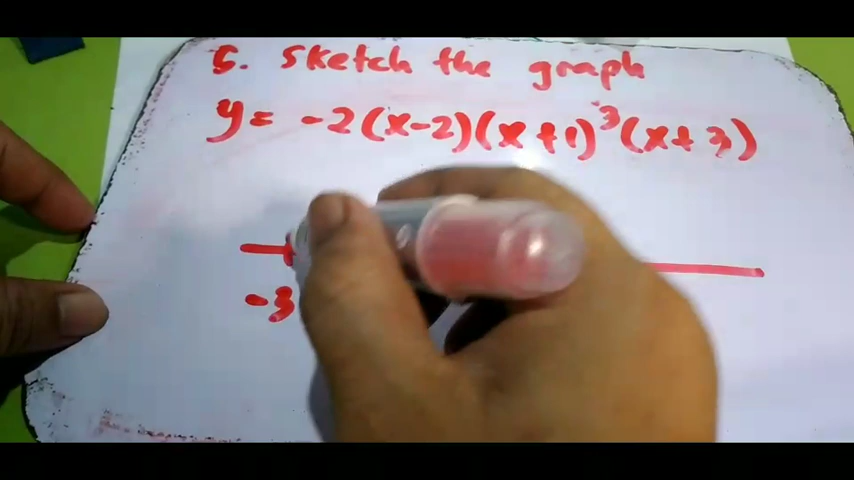 5. Sketch the graph
y = -2(x-2)(x+1)³(x+3)
-3